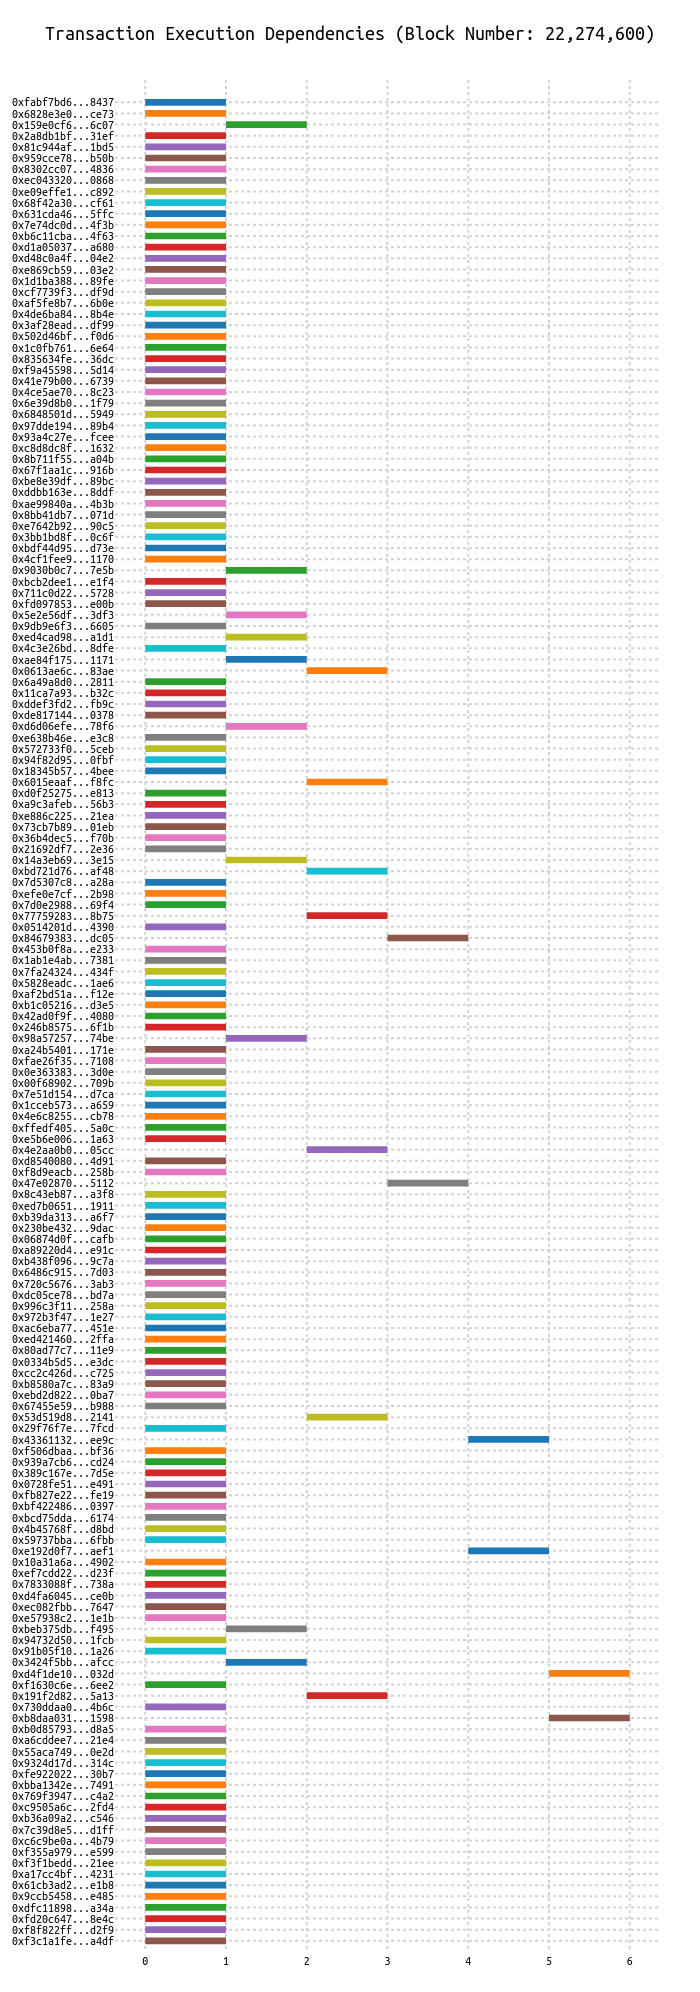 Transaction Execution Dependencies (Block Number: 22,274,600)
0xfabf7bd6...8437
0x6828e3e0...ce73
0x159e0cf6...6c07
0x2a8db1bf...31ef
0x81c944af...1bd5
0x959cce78...b50b
0x8302cc07...4836
0xec043320...0868
0xe09effe1...c892
0x68f42a30...cf61
0x631cda46...5ffc
0x7e74dc0d...4f3b
0xb6c11cba...4f63
0xd1a05037...a680
0xd48c0a4f...04e2
0xe869cb59...03e2
0x1d1ba388...89fe
0xcf7739f3...df9d
0xaf5fe8b7...6b0e
0x4de6ba84...8b4e
0x3af28ead...df99
0x502d46bf...f0d6
0x1c0fb761...6e64
0x835634fe...36dc
0xf9a45598...5d14
0x41e79b00...6739
0x4ce5ae70...8c23
0x6e39d8b0...1f79
0x6848501d...5949
0x97dde194...89b4
0x93a4c27e...fcee
0xc8d8dc8f...1632
0x8b711f55...a04b
0x67f1aa1c...916b
0xbe8e39df...89bc
0xddbb163e...8ddf
0xae99840a...4b3b
0x8bb41db7...071d
0xe7642b92...90c5
0x3bb1bd8f...0c6f
0xbdf44d95...d73e
0x4cf1fee9...1170
0x9030b0c7...7e5b
0xbcb2dee1...e1f4
0x711c0d22...5728
0xfd097853...e00b
0x5e2e56df...3df3
0x9db9e6f3...6605
0xed4cad98...a1d1
0x4c3e26bd...8dfe
0xae84f175...1171
0x0613ae6c...83ae
0x6a49a8d0...2811
0x11ca7a93...b32c
0xddef3fd2...fb9c
0xde817144...0378
0xd6d06efe...78f6
0xe638b46e...e3c8
0x572733f0...5ceb
0x94f82d95...0fbf
0x18345b57...4bee
0x6015eaaf...f8fc
0xd0f25275...e813
0xa9c3afeb...56b3
0xe886c225...21ea
0x73cb7b89...01eb
0x36b4dec5...f70b
0x21692df7...2e36
0x14a3eb69...3e15
0xbd721d76...af48
0x7d5307c8...a28a
0xefe0e7cf...2b98
0x7d0e2988...69f4
0x77759283...8b75
0x0514201d...4390
0x84679383...dc05
0x453b0f8a...e233
0x1ab1e4ab...7381
0x7fa24324...434f
0x5828eadc...1ae6
0xaf2bd51a...f12e
0xb1c05216...d3e5
0x42ad0f9f...4080
0x246b8575...6f1b
0x98a57257...74be
0xa24b5401...171e
0xfae26f35...7108
0x0e363383...3d0e
0x00f68902...709b
0x7e51d154...d7ca
0x1cceb573...a659
0x4e6c8255...cb78
0xffedf405...5a0c
0xe5b6e006...1a63
0x4e2aa0b0...05cc
0xd8540080...4d91
0xf8d9eacb...258b
0x47e02870...5112
0x8c43eb87...a3f8
0xed7b0651...1911
0xb39da313...a6f7
0x230be432...9dac
0x06874d0f...cafb
0xa89220d4...e91c
0xb438f096...9c7a
0x6486c915...7d03
0x720c5676...3ab3
0xdc05ce78...bd7a
0x996c3f11...258a
0x972b3f47...1e27
0xac6eba77...451e
0xed421460...2ffa
0x80ad77c7...11e9
0x0334b5d5...e3dc
0xcc2c426d...c725
0xb8580a7c...83a9
0xebd2d822...0ba7
0x67455e59...b988
0x53d519d8...2141
0x29f76f7e...7fcd
0x43361132...ee9c
0xf506dbaa...bf36
0x939a7cb6...cd24
0x389c167e...7d5e
0x0728fe51...e491
0xfb827e22...fe19
0xbf422486...0397
0xbcd75dda...6174
0x4b45768f...d8bd
0x59737bba...6fbb
0xe192d0f7...aef1
0x10a31a6a...4902
0xef7cdd22...d23f
0x7833088f...738a
0xd4fa6045...ce0b
0xec082fbb...7647
0xe57938c2...1e1b
0xbeb375db...f495
0x94732d50...1fcb
0x91b05f10...1a26
0x3424f5bb...afcc
0xd4f1de10...032d
0xf1630c6e...6ee2
0x191f2d82...5a13
0x730ddaa0...4b6c
0xb8daa031...1598
0xb0d85793...d8a5
0xa6cddee7...21e4
0x55aca749...0e2d
0x9324d17d...314c
0xfe922022...30b7
0xbba1342e...7491
0x769f3947...c4a2
0xc9505a6c...2fd4
0xb36a09a2...c546
0x7c39d8e5...d1ff
0xc6c9be0a...4b79
0xf355a979...e599
0xf3f1bedd...21ee
0xa17cc4bf...4231
0x61cb3ad2...e1b8
0x9ccb5458...e485
0xdfc11898...a34a
0xfd20c647...8e4c
0xf8f822ff...d2f9
0xf3c1a1fe...a4df
0 1 2 3 4 5 6